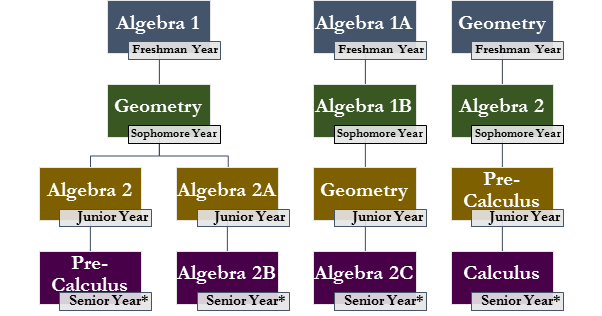 Algebra 1
Freshman Year
Algebra 1A
Freshman Year
Geometry
Freshman Year
Geometry
Sophomore Year
Algebra 1B
Sophomore Year
Algebra 2
Sophomore Year
Algebra 2
Junior Year
Algebra 2A
Junior Year
Geometry
Junior Year
Pre-
Calculus
Junior Year
Pre-
Calculus
Senior Year*
Algebra 2B
Senior Year*
Algebra 2C
Senior Year*
Calculus
Senior Year*